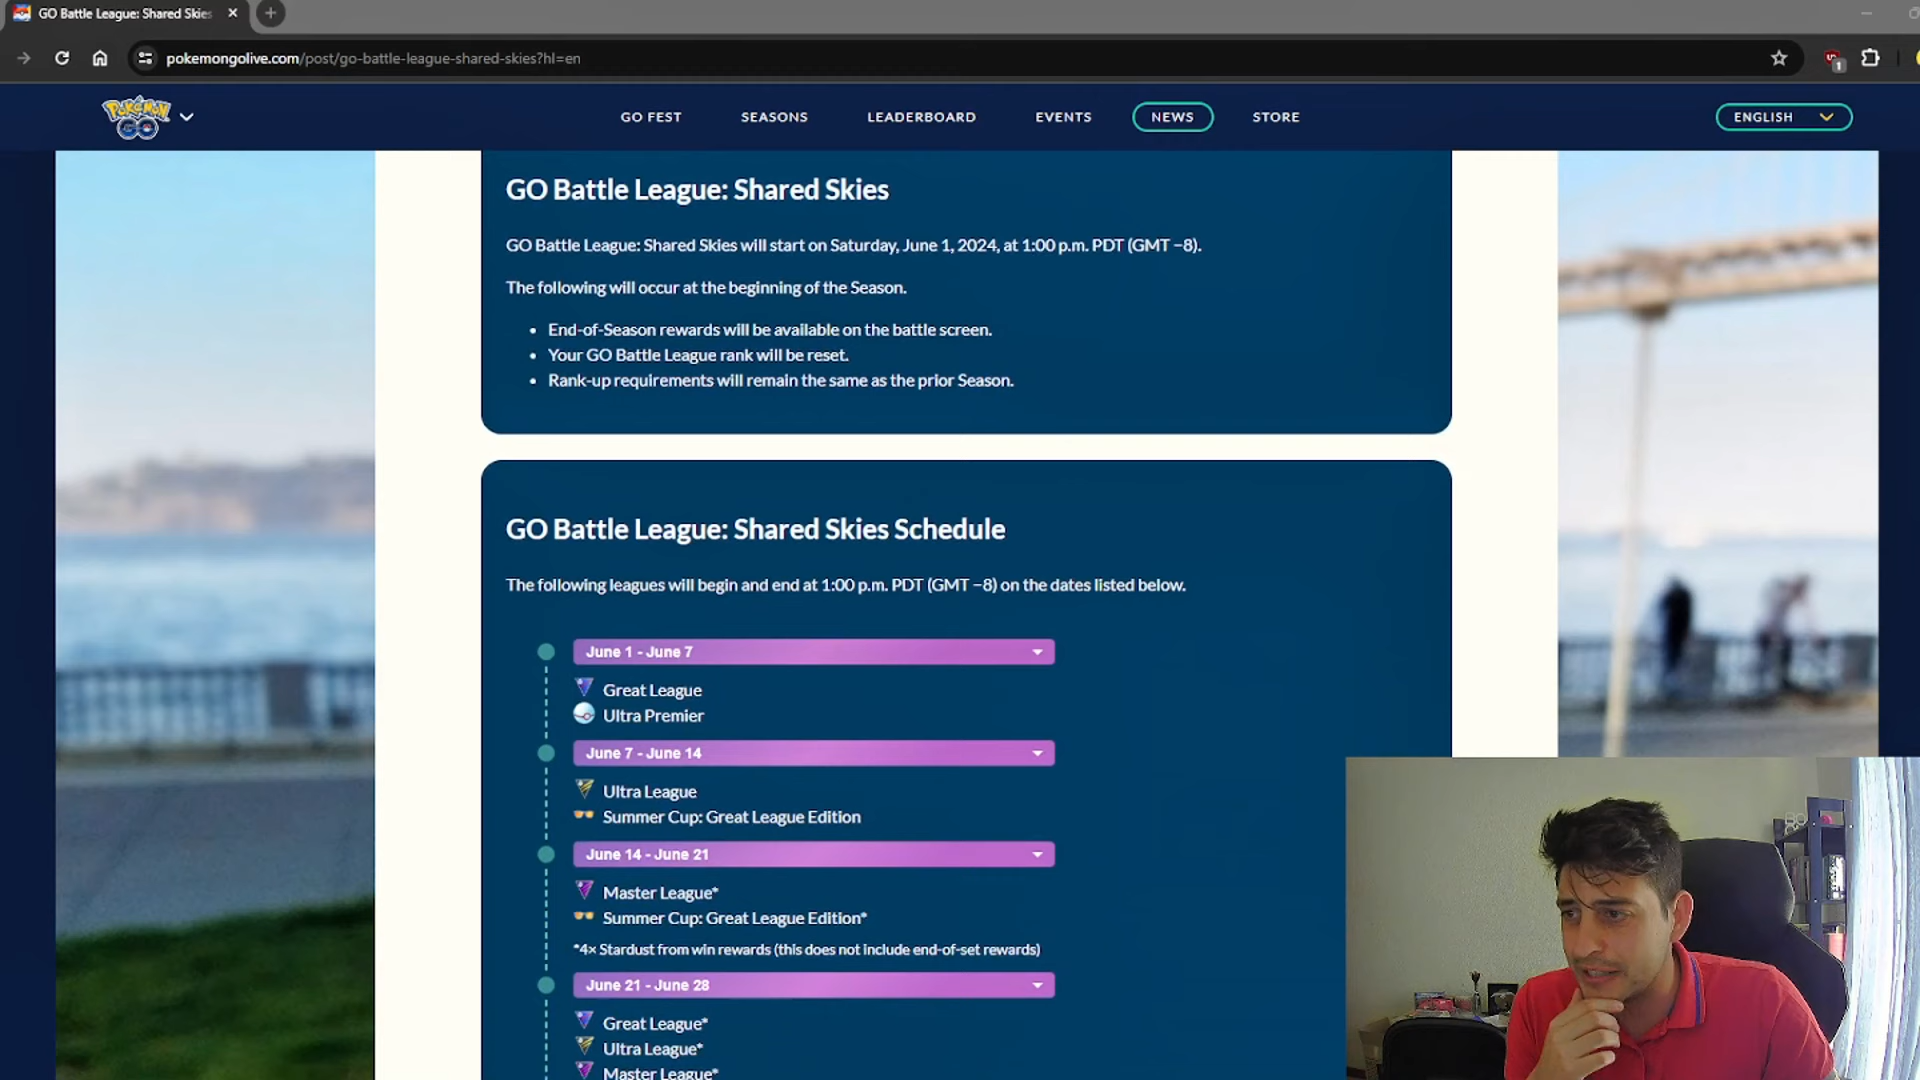 GO Battle League: Shared Skies
pokemongolive.com/post/go-battle-league-shared-skies?hl=en
1
POKÉMON GO
GO FEST
SEASONS
LEADERBOARD
EVENTS
NEWS
STORE
ENGLISH
GO Battle League: Shared Skies
GO Battle League: Shared Skies will start on Saturday, June 1, 2024, at 1:00 p.m. PDT (GMT −8).
The following will occur at the beginning of the Season.
• End-of-Season rewards will be available on the battle screen.
• Your GO Battle League rank will be reset.
• Rank-up requirements will remain the same as the prior Season.
GO Battle League: Shared Skies Schedule
The following leagues will begin and end at 1:00 p.m. PDT (GMT −8) on the dates listed below.
June 1 - June 7
Great League
Ultra Premier
June 7 - June 14
Ultra League
Summer Cup: Great League Edition
June 14 - June 21
Master League*
Summer Cup: Great League Edition*
*4× Stardust from win rewards (this does not include end-of-set rewards)
June 21 - June 28
Great League*
Ultra League*
Master League*